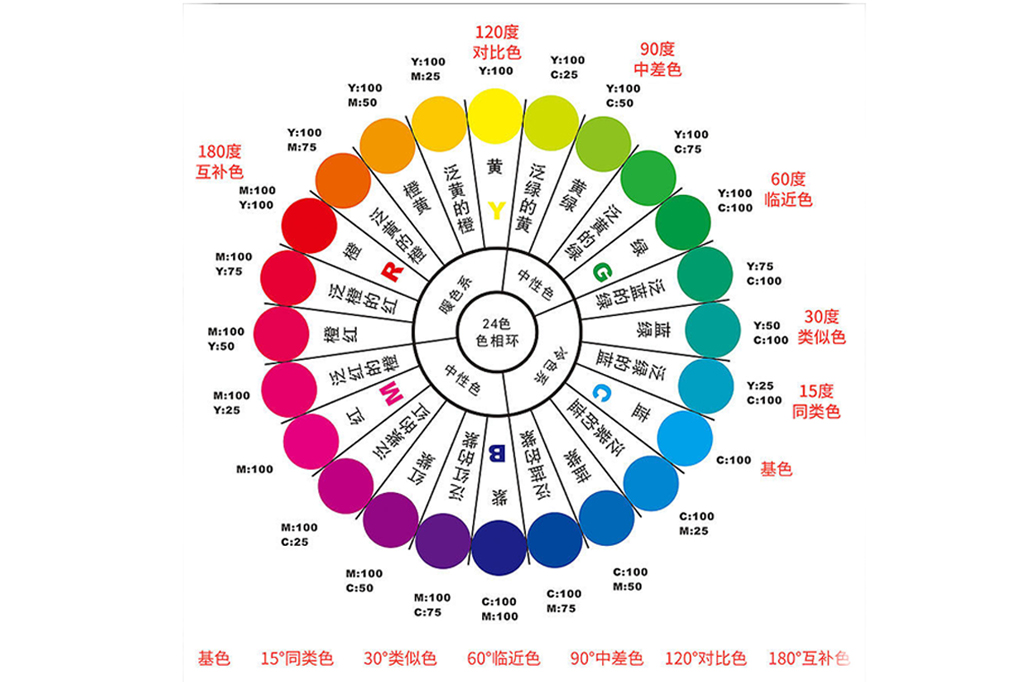 120度
对比色
Y:100
Y:100
C:25
90度
中差色
Y:100
C:50
Y:100
C:75
60度
临近色
Y:100
C:100
Y:75
C:100
30度
类似色
Y:50
C:100
15度
同类色
Y:25
C:100
基色
C:100
C:100
M:25
C:100
M:50
C:100
M:75
C:100
M:100
M:100
C:75
M:100
C:50
M:100
C:25
M:100
M:100
Y:25
M:100
Y:50
M:100
Y:75
M:100
Y:100
180度
互补色
Y:100
M:75
Y:100
M:50
Y:100
M:25
黄
Y
泛绿的黄
黄绿
泛黄的绿
G
绿
泛蓝的绿
蓝绿
泛绿的蓝
蓝
C
泛紫的蓝
蓝紫
泛蓝的紫
B
紫
泛红的紫
红紫
泛紫的红
红
M
泛红的橙
橙红
泛橙的红
橙
R
泛黄的橙
橙黄
泛黄的橙
暖色系
中性色
冷色系
中性色
24色
色相环
基色 15°同类色 30°类似色 60°临近色 90°中差色 120°对比色 180°互补色